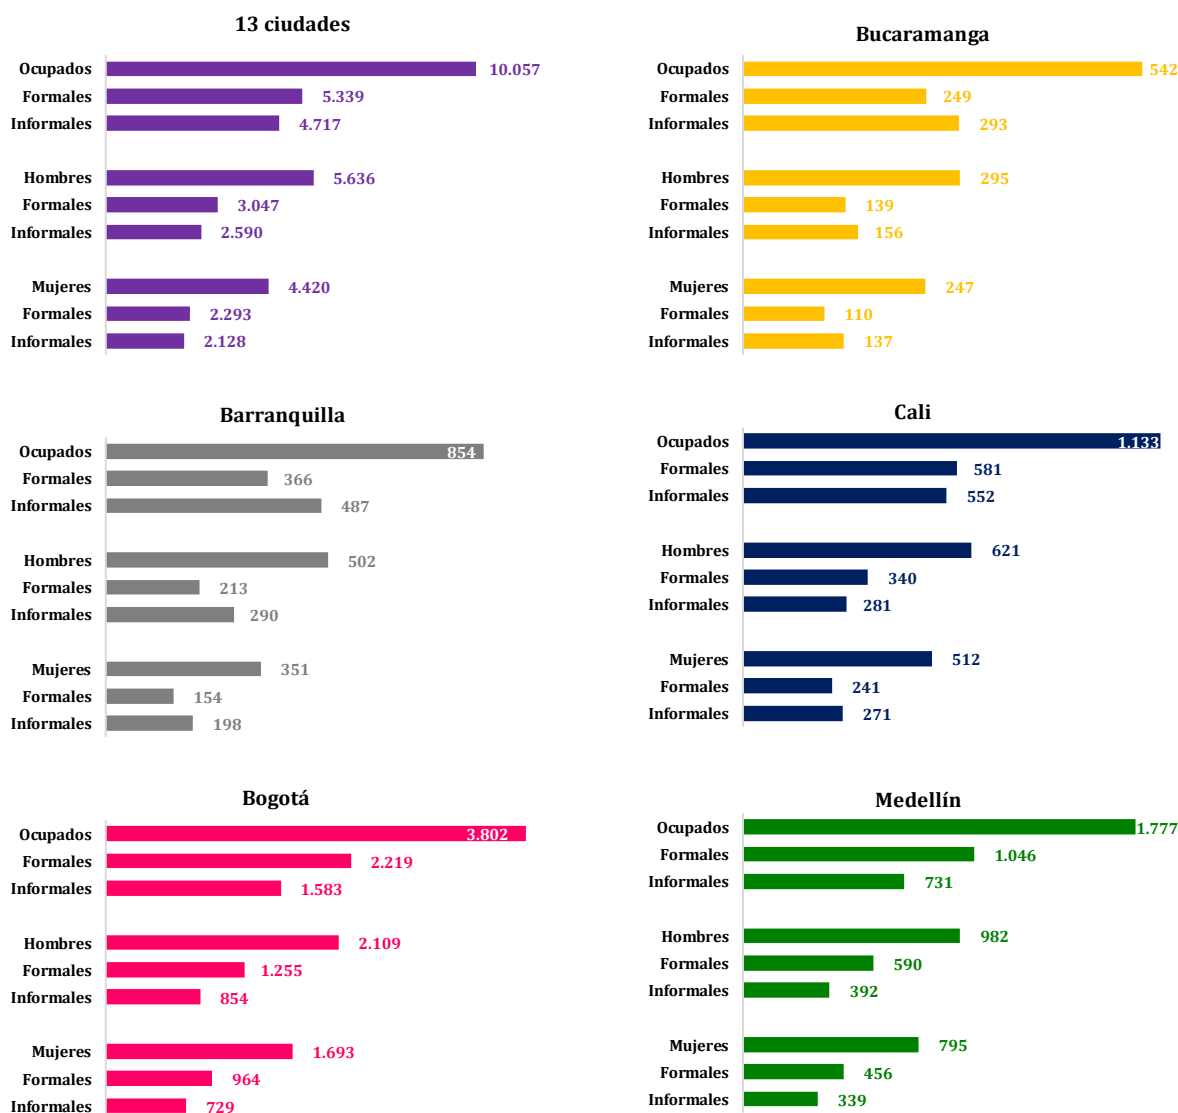 13 ciudades
Ocupados 10.057
Formales 5.339
Informales 4.717
Hombres 5.636
Formales 3.047
Informales 2.590
Mujeres 4.420
Formales 2.293
Informales 2.128
Bucaramanga
Ocupados 542
Formales 249
Informales 293
Hombres 295
Formales 139
Informales 156
Mujeres 247
Formales 110
Informales 137
Barranquilla
Ocupados 854
Formales 366
Informales 487
Hombres 502
Formales 213
Informales 290
Mujeres 351
Formales 154
Informales 198
Cali
Ocupados 1.133
Formales 581
Informales 552
Hombres 621
Formales 340
Informales 281
Mujeres 512
Formales 241
Informales 271
Bogotá
Ocupados 3.802
Formales 2.219
Informales 1.583
Hombres 2.109
Formales 1.255
Informales 854
Mujeres 1.693
Formales 964
Informales 729
Medellín
Ocupados 1.777
Formales 1.046
Informales 731
Hombres 982
Formales 590
Informales 392
Mujeres 795
Formales 456
Informales 339